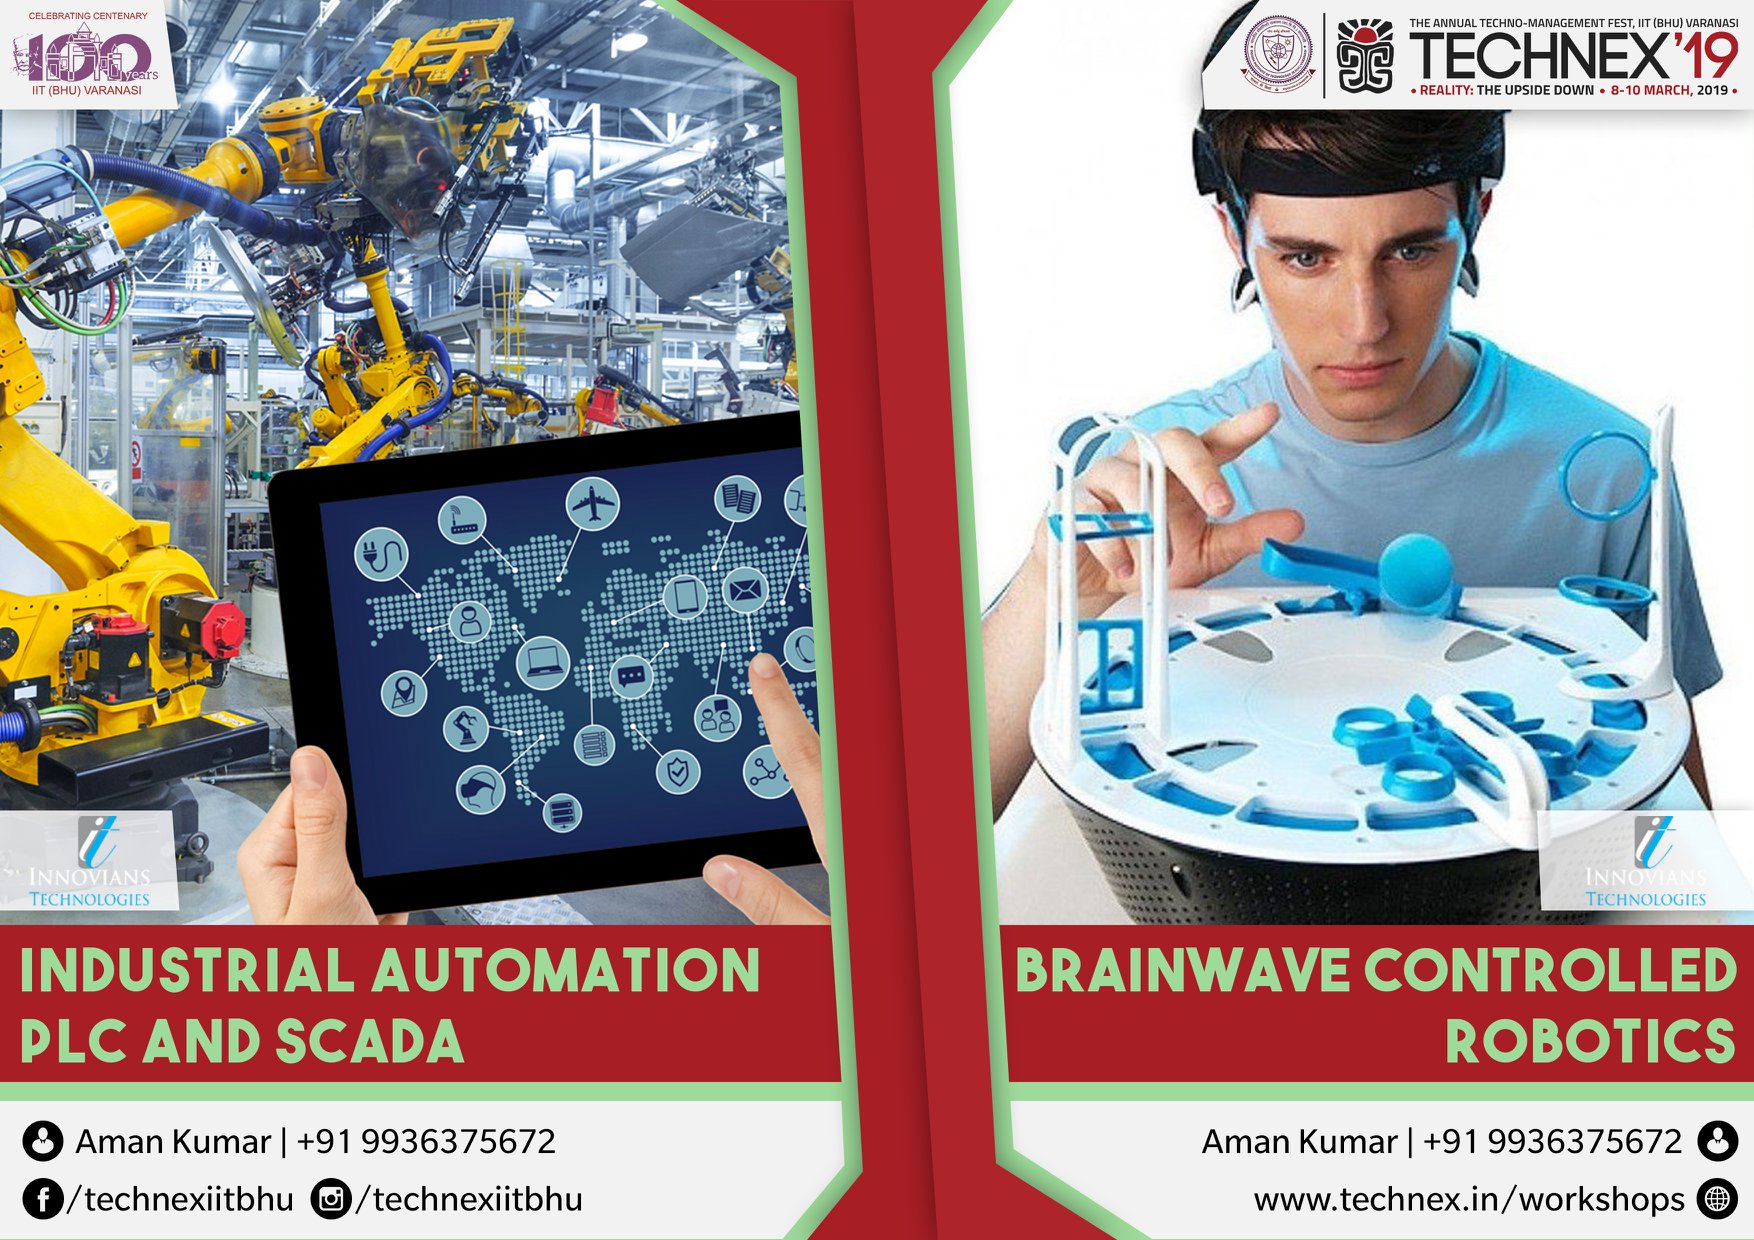 CELEBRATING CENTENARY
100 years
IIT (BHU) VARANASI
THE ANNUAL TECHNO-MANAGEMENT FEST, IIT (BHU) VARANASI
TECHNEX'19
• REALITY: THE UPSIDE DOWN • 8-10 MARCH, 2019 •
INNOVIANS
TECHNOLOGIES
INNOVIANS
TECHNOLOGIES
INDUSTRIAL AUTOMATION
PLC AND SCADA
BRAINWAVE CONTROLLED
ROBOTICS
Aman Kumar | +91 9936375672
/technexiitbhu /technexiitbhu
Aman Kumar | +91 9936375672
www.technex.in/workshops